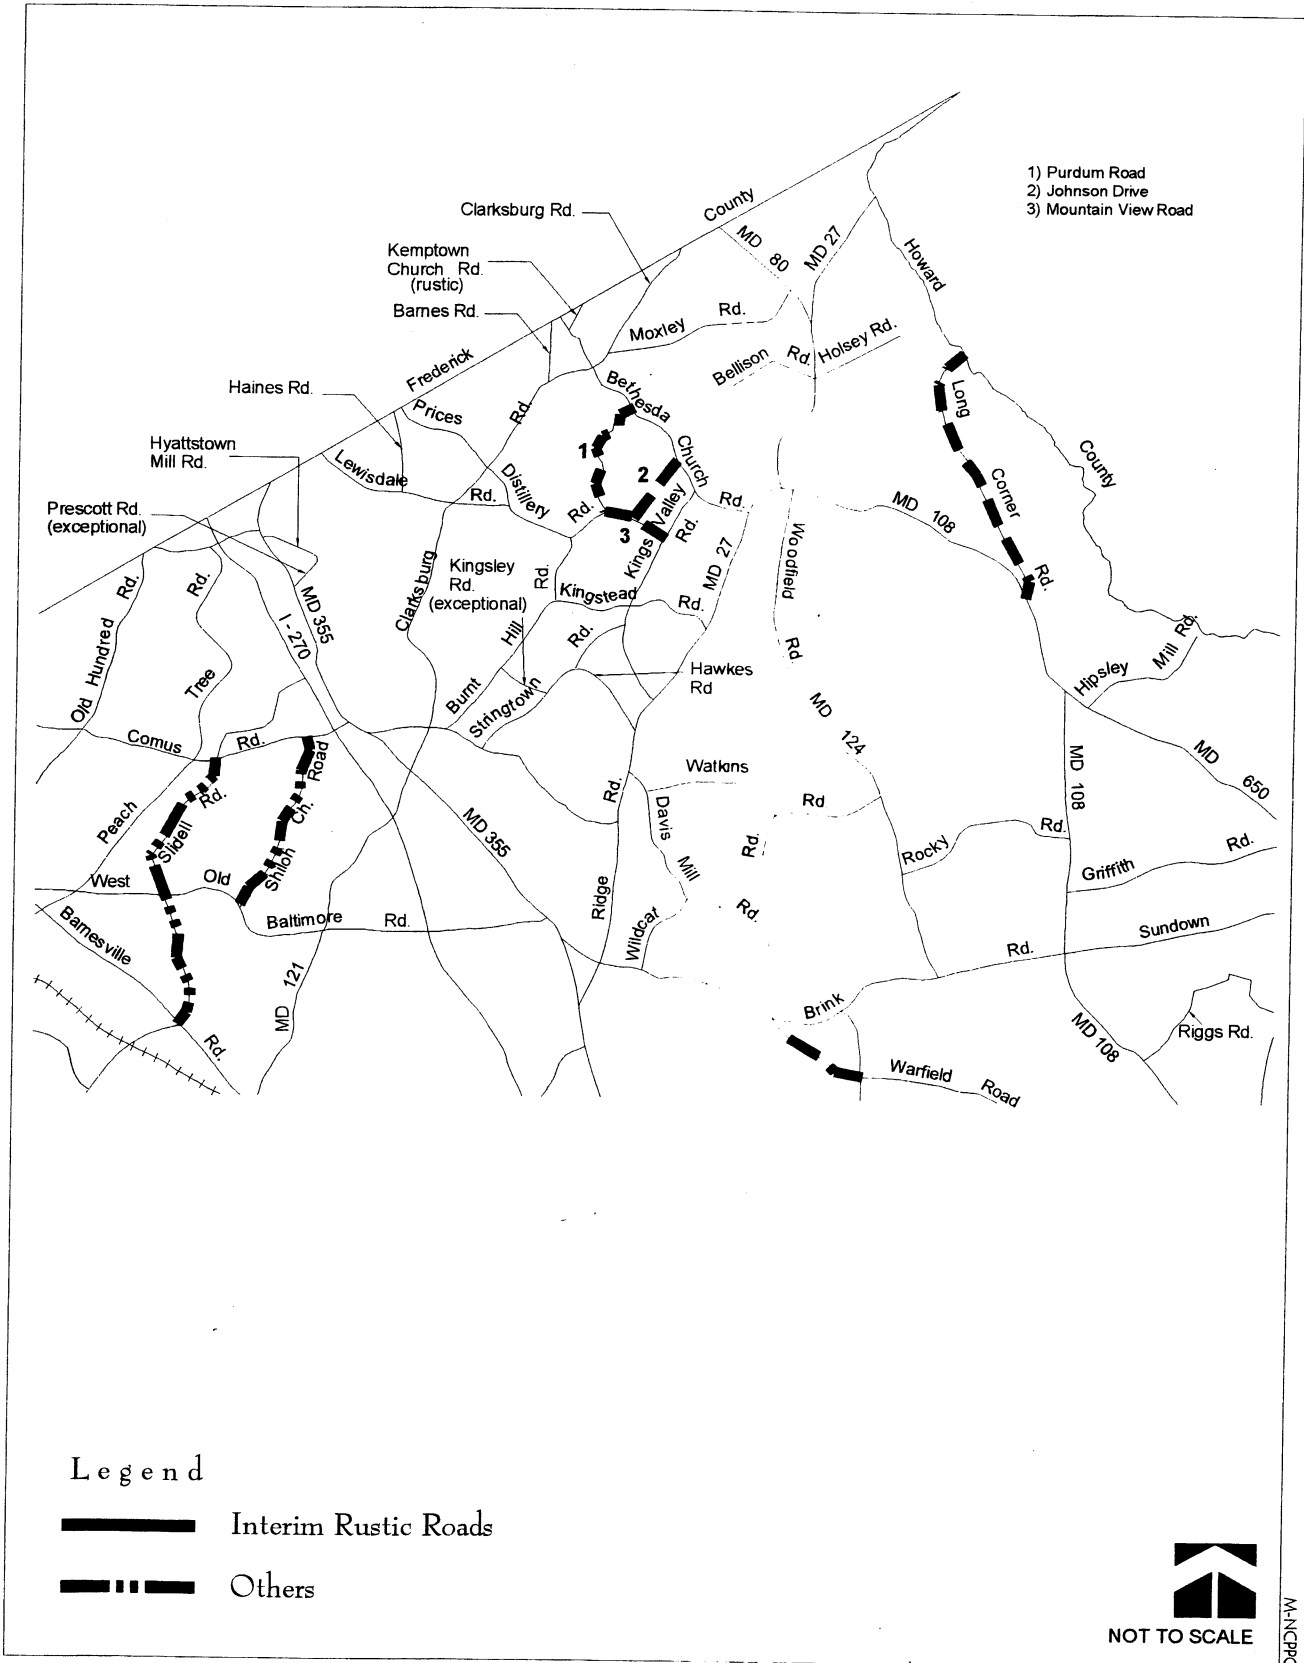 1) Purdum Road
2) Johnson Drive
3) Mountain View Road
Clarksburg Rd.
County
MD 80
MD 27
Howard
Kemptown
Church Rd.
(rustic)
Barnes Rd.
Moxley Rd.
Bellison Rd.
Holsey Rd.
Frederick
Haines Rd.
Prices
Rd.
Bethesda
Church
Rd.
Long
Corner
Rd.
County
Hyattstown
Mill Rd.
Lewisdale
Rd.
Distillery
Rd.
1
2
3
Kings Valley
Rd.
MD 108
Prescott Rd.
(exceptional)
Kingsley
Rd.
(exceptional)
Clarksburg
MD 27
Woodfield
Rd
Old Hundred Rd.
Rd.
Tree
I - 270
MD 355
Rd.
Hill
Burnt
Kingstead
Rd.
Rd.
Stringtown
Hawkes
Rd
Hipsley
Mill Rd.
MD
124
Comus
Rd.
Road
Ch.
Shiloh
Rd.
Slidell
Peach
MD 355
Rd.
Ridge
Watkins
Rd.
Davis
Mill
Rd.
Wildcat
Rd.
MD 108
MD
650
Rocky
Rd.
Griffith
Rd.
West
Old
Baltimore
Rd.
Barnesville
Rd.
MD 121
Brink
Rd.
Sundown
MD 108
Riggs Rd.
Warfield
Road
Legend
Interim Rustic Roads
Others
NOT TO SCALE
M-NCPPC